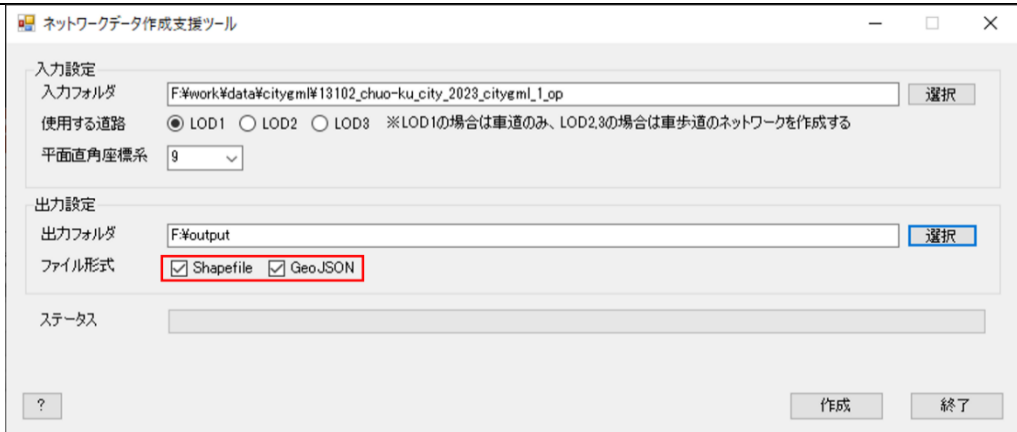 ネットワークデータ作成支援ツール
入力設定
入力フォルダ F:¥work¥data¥citygml¥13102_chuo-ku_city_2023_citygml_1_op 選択
使用する道路 LOD1 LOD2 LOD3 ※LOD1の場合は車道のみ、LOD2,3の場合は車歩道のネットワークを作成する
平面直角座標系 9
出力設定
出力フォルダ F:¥output 選択
ファイル形式 Shapefile GeoJSON
ステータス
? 作成 終了